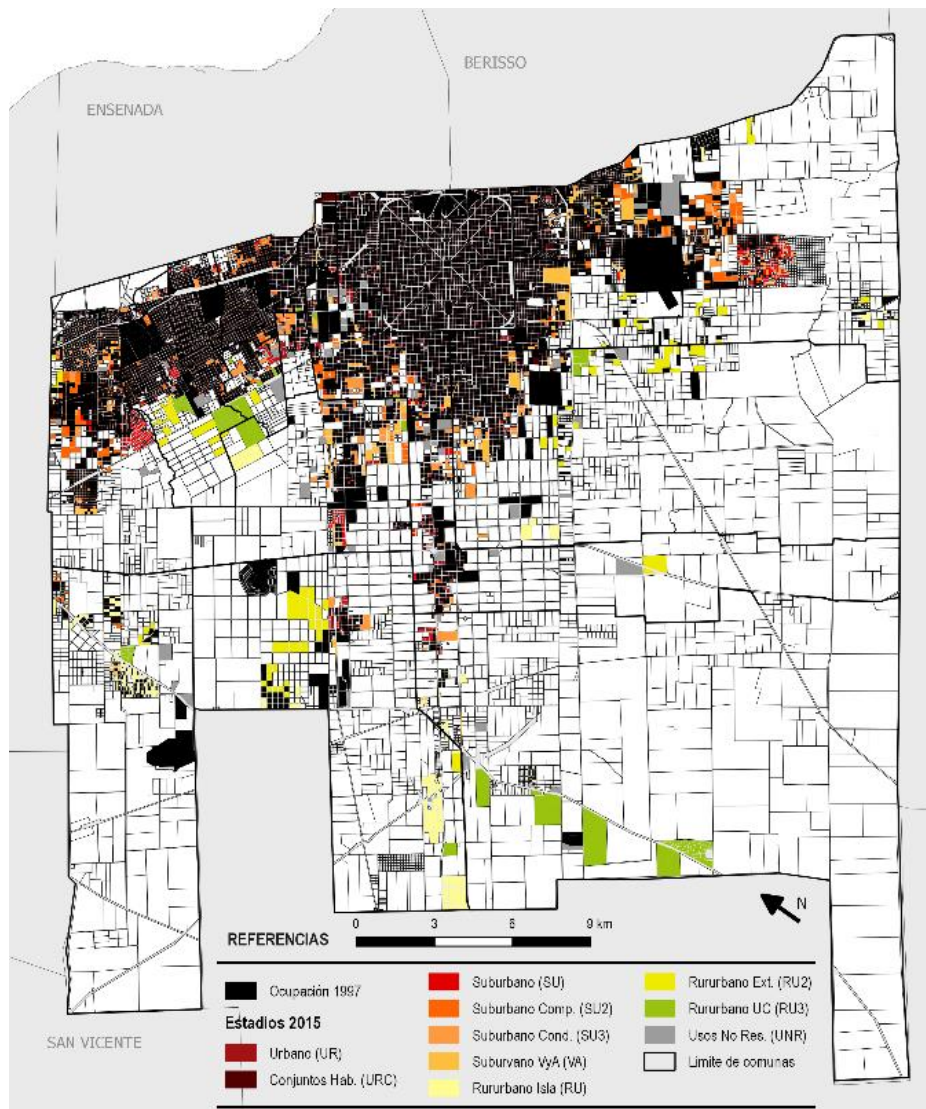 BERISSO
ENSENADA
N
0 3 6 9 km
REFERENCIAS
Ocupación 1997
Estadios 2015
Urbano (UR)
Conjuntos Hab. (URC)
Suburbano (SU)
Suburbano Comp. (SU2)
Suburbano Cond. (SU3)
Suburvano VyA (VA)
Rururbano Isla (RU)
Rururbano Ext. (RU2)
Rururbano UC (RU3)
Usos No Res. (UNR)
Limite de comunas
SAN VICENTE